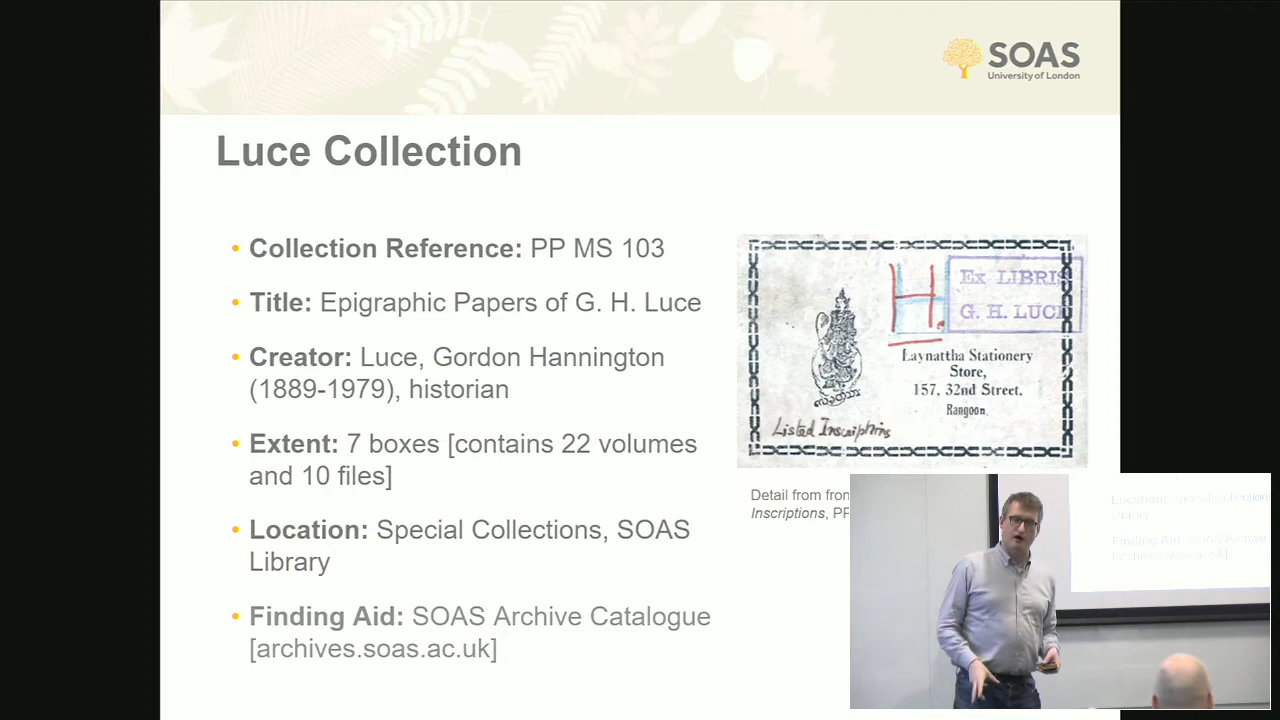 SOAS
University of London
Luce Collection
• Collection Reference: PP MS 103
• Title: Epigraphic Papers of G. H. Luce
• Creator: Luce, Gordon Hannington
(1889-1979), historian
• Extent: 7 boxes [contains 22 volumes
and 10 files]
• Location: Special Collections, SOAS
Library
• Finding Aid: SOAS Archive Catalogue
[archives.soas.ac.uk]
H.
EX LIBRIS
G. H. LUCE
Laynattha Stationery
Store,
157, 32nd Street,
Rangoon.
Listed Inscriptions
Detail from
Inscriptions,